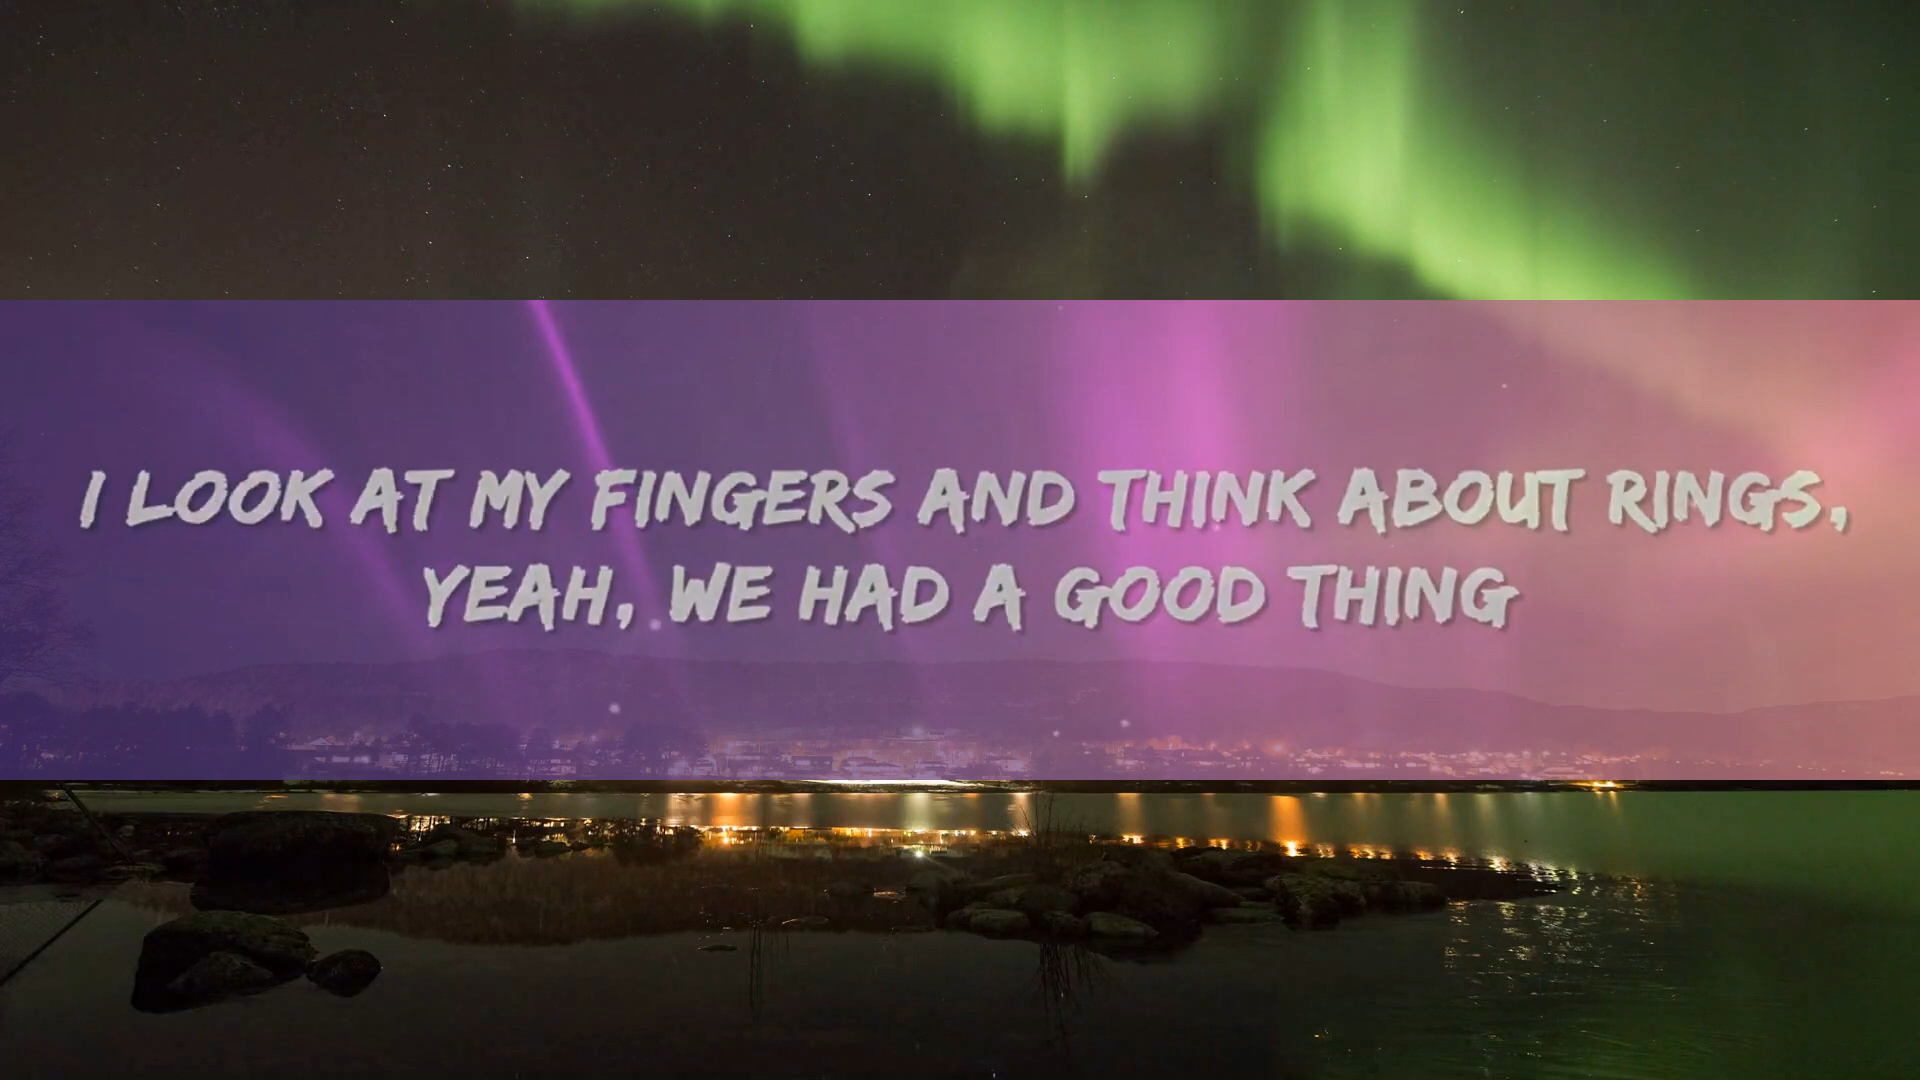 I LOOK AT MY FINGERS AND THINK ABOUT RINGS,
YEAH, WE HAD A GOOD THING